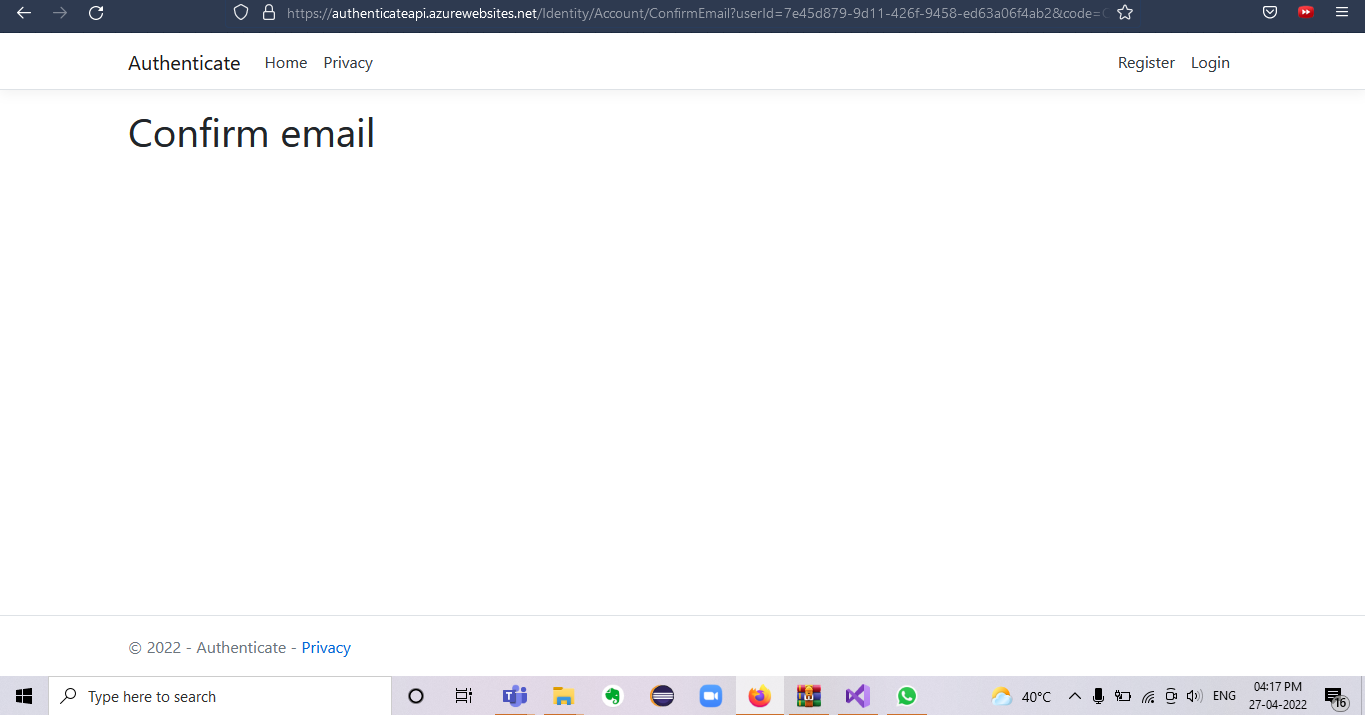 https://authenticateapi.azurewebsites.net/Identity/Account/ConfirmEmail?userId=7e45d879-9d11-426f-9458-ed63a06f4ab2&code=
Authenticate Home Privacy Register Login
Confirm email
© 2022 - Authenticate - Privacy
Type here to search 40°C ENG 04:17 PM
27-04-2022 16